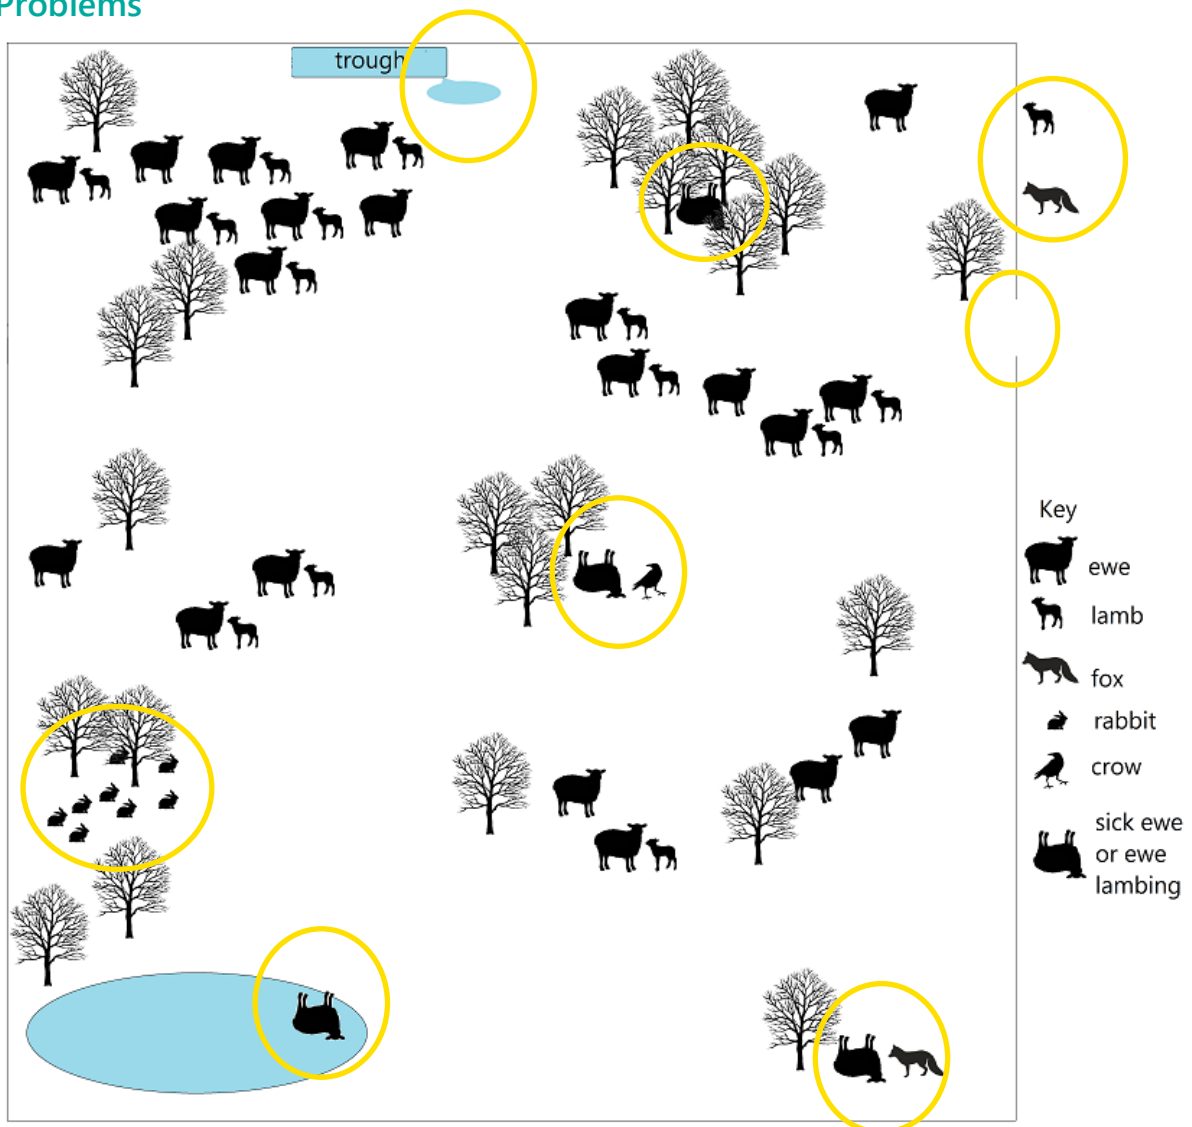 Problems
trough
Key
ewe
lamb
fox
rabbit
crow
sick ewe
or ewe
lambing